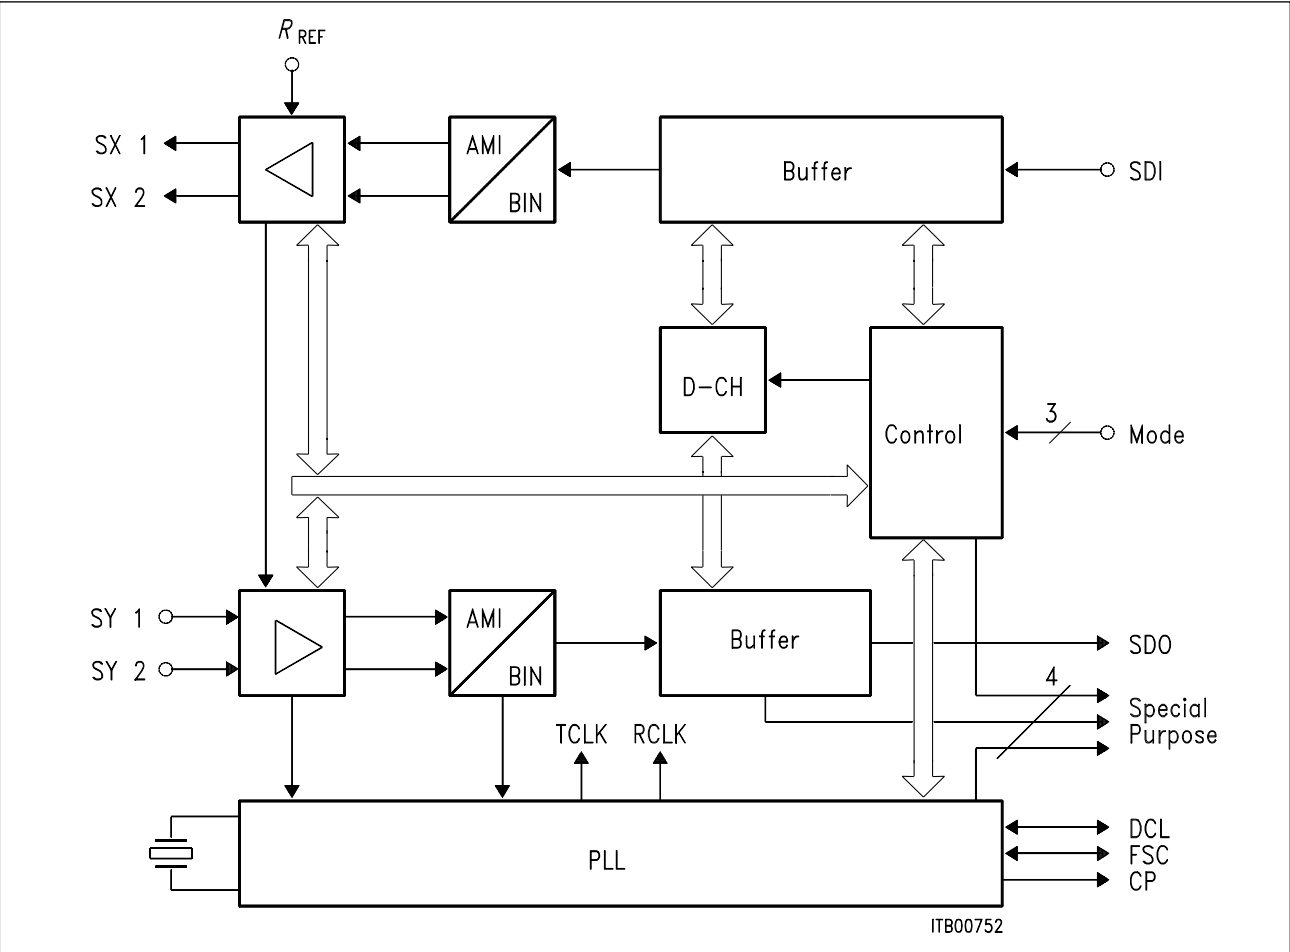 R REF
SX 1
SX 2
AMI
BIN
Buffer
SDI
D-CH
Control
3
Mode
SY 1
SY 2
AMI
BIN
Buffer
SDO
4
Special
Purpose
TCLK
RCLK
PLL
DCL
FSC
CP
ITB00752